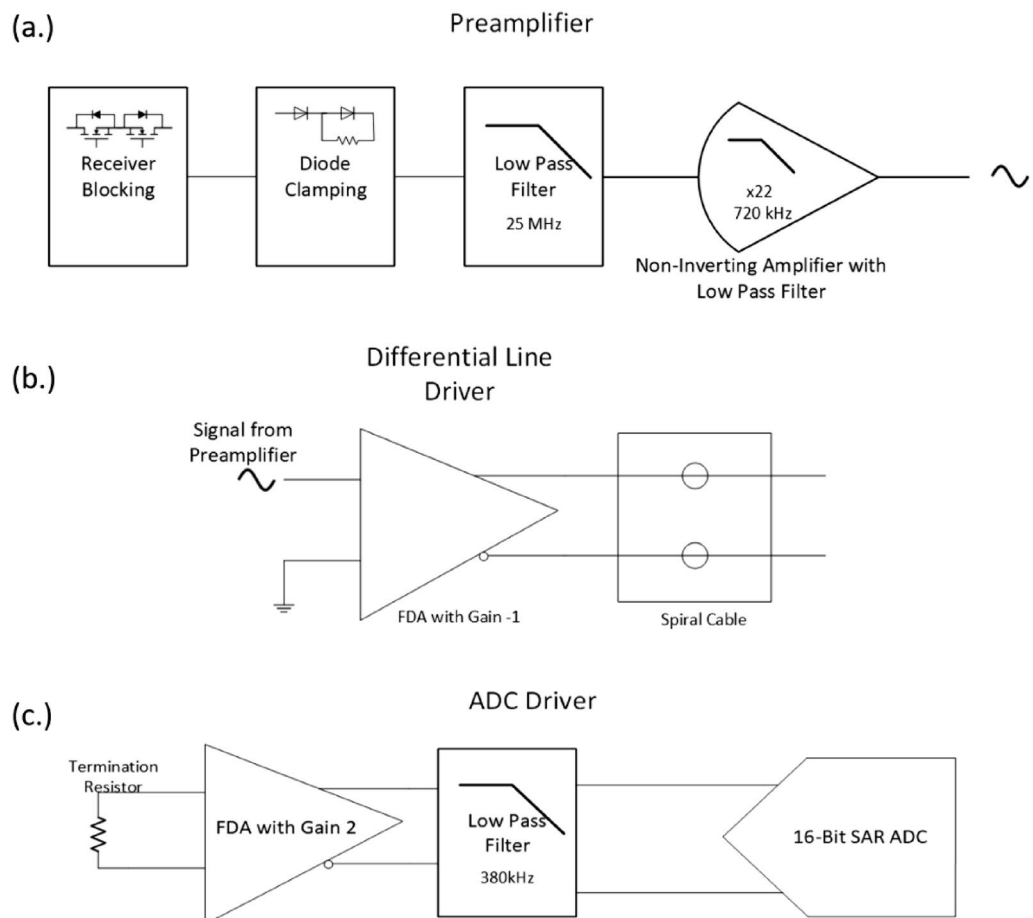 (a.)
Preamplifier
Receiver
Blocking
Diode
Clamping
Low Pass
Filter
25 MHz
x22
720 kHz
Non-Inverting Amplifier with
Low Pass Filter
(b.)
Differential Line
Driver
Signal from
Preamplifier
FDA with Gain -1
Spiral Cable
(c.)
ADC Driver
Termination
Resistor
FDA with Gain 2
Low Pass
Filter
380kHz
16-Bit SAR ADC